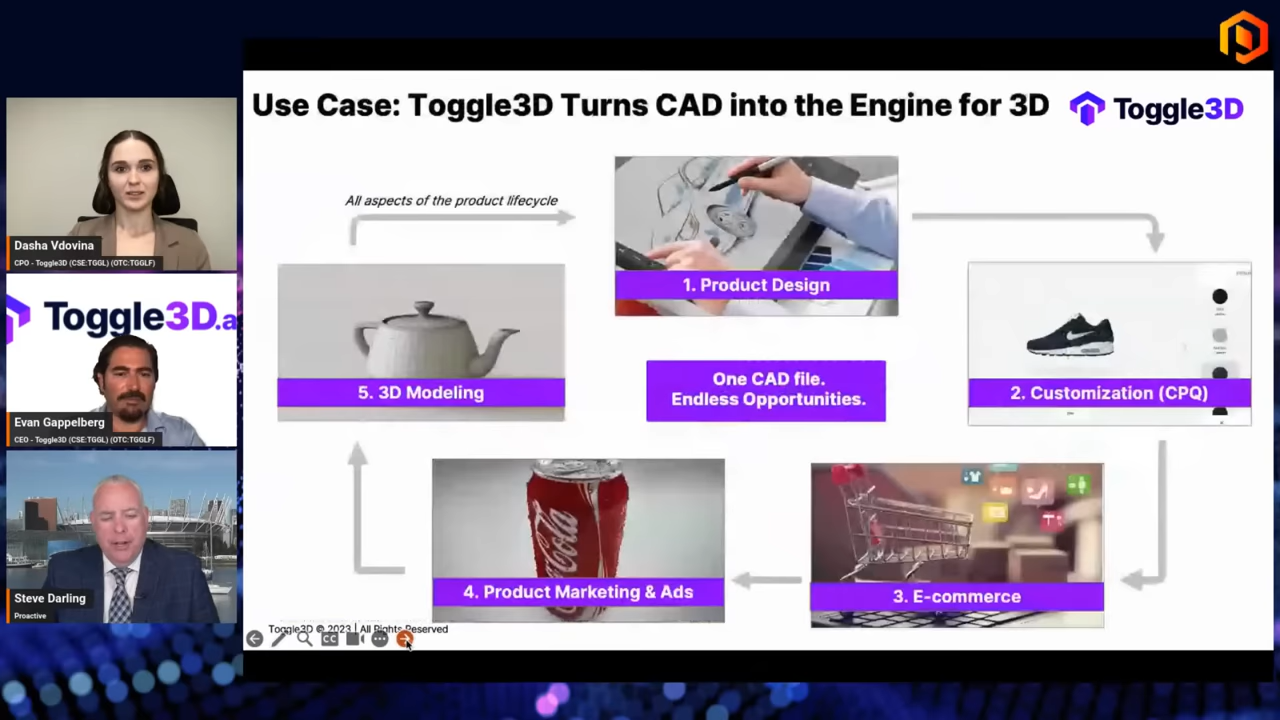 Use Case: Toggle3D Turns CAD into the Engine for 3D
Toggle3D
All aspects of the product lifecycle
1. Product Design
5. 3D Modeling
One CAD file.
Endless Opportunities.
2. Customization (CPQ)
Coca-Cola
4. Product Marketing & Ads
3. E-commerce
Toggle3D © 2023 | All Rights Reserved
CC
Dasha Vdovina
CPO - Toggle3D (CSE:TGGL) (OTC:TGGLF)
Toggle3D.a
Evan Gappelberg
CEO - Toggle3D (CSE:TGGL) (OTC:TGGLF)
Steve Darling
Proactive